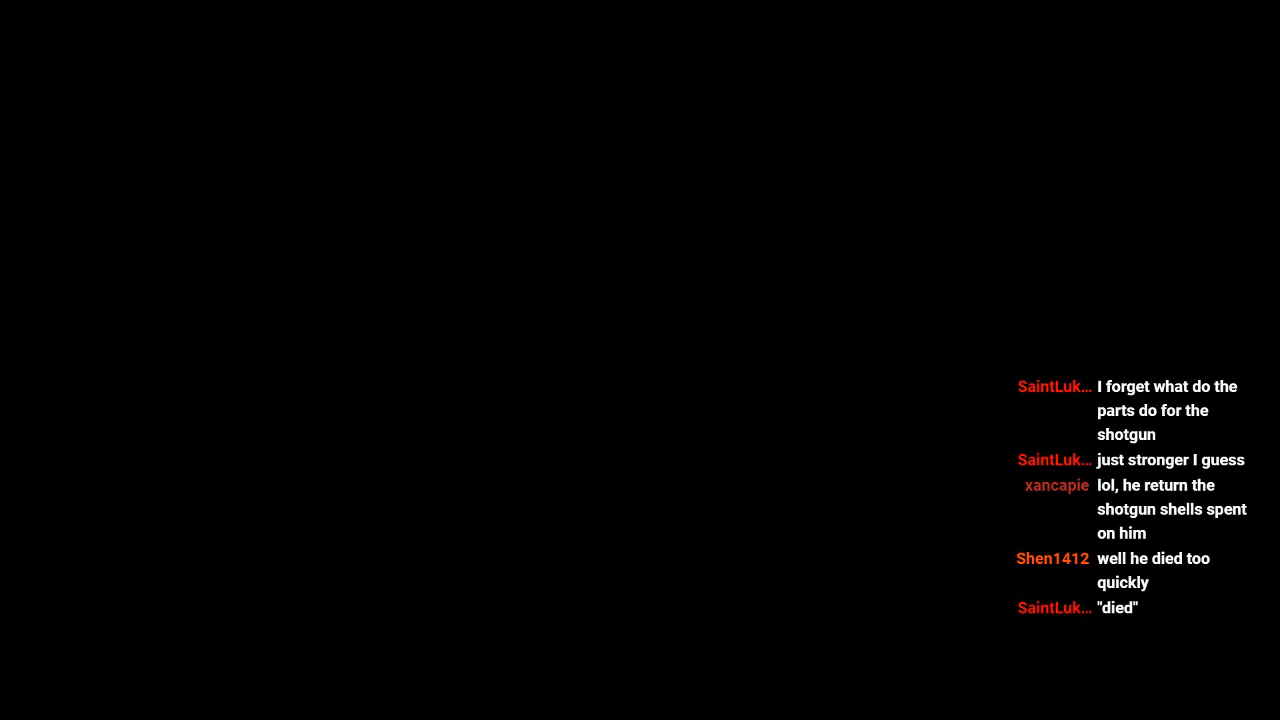 SaintLuk... I forget what do the
parts do for the
shotgun
SaintLuk... just stronger I guess
xancapie lol, he return the
shotgun shells spent
on him
Shen1412 well he died too
quickly
SaintLuk... "died"